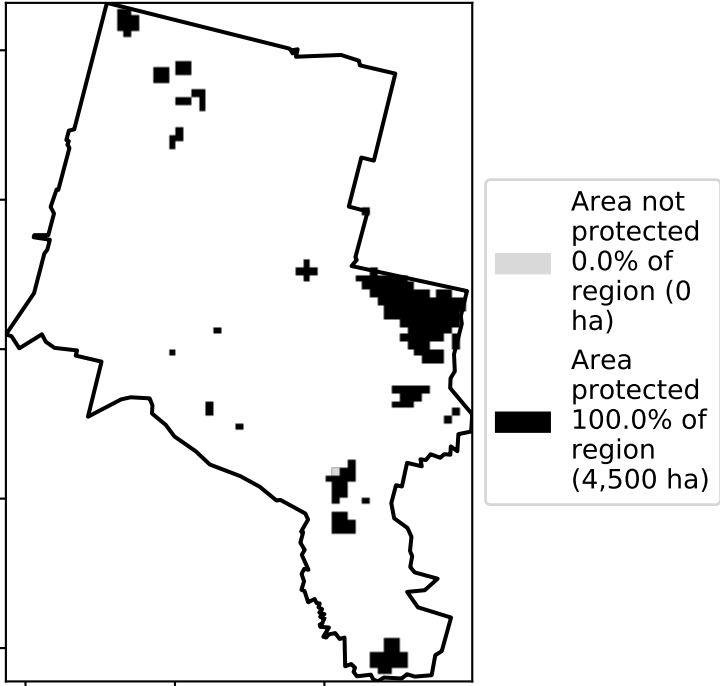 Area not
protected
0.0% of
region (0
ha)
Area
protected
100.0% of
region
(4,500 ha)